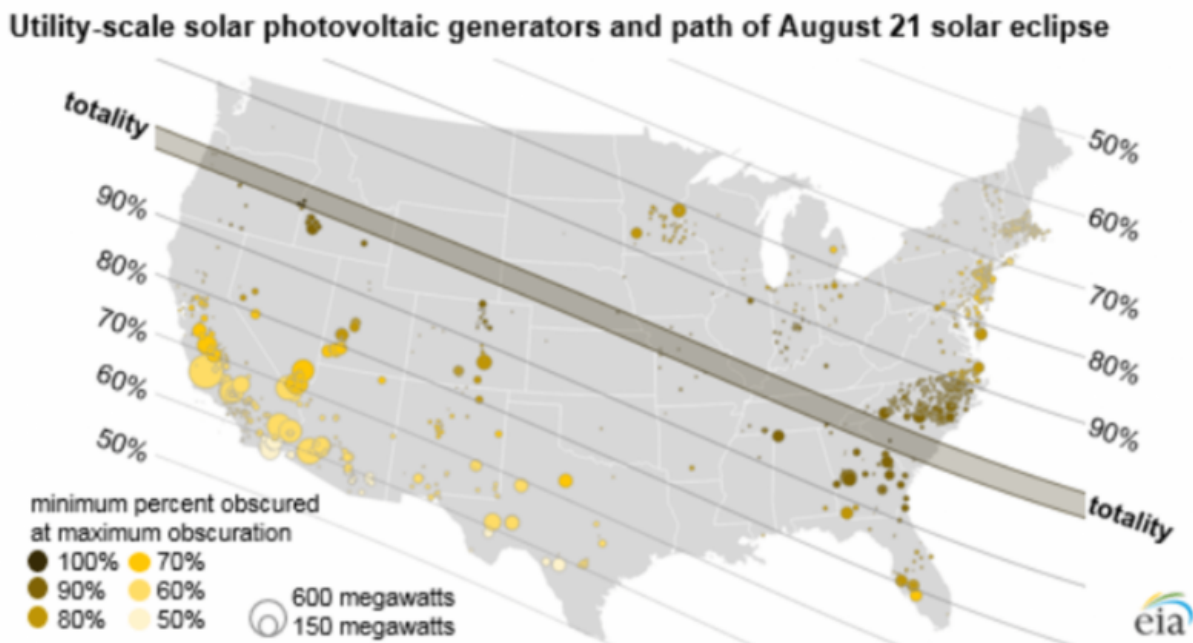 Utility-scale solar photovoltaic generators and path of August 21 solar eclipse
totality
90%
80%
70%
60%
50%
50%
60%
70%
80%
90%
totality
minimum percent obscured
at maximum obscuration
100% 70%
90% 60%
80% 50%
600 megawatts
150 megawatts
eia